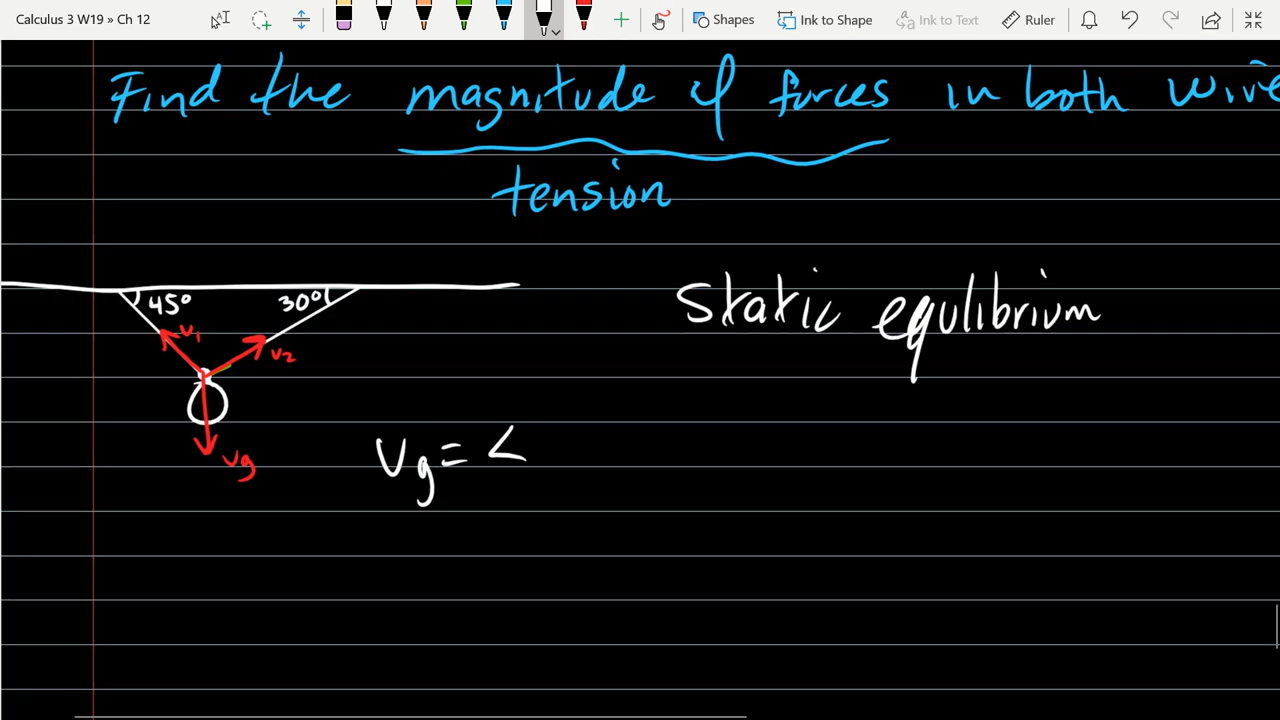 Calculus 3 W19 » Ch 12
Shapes
Ink to Shape
Ink to Text
Ruler
Find the magnitude of forces in both wire
tension
45° 30°
v1
v2
vg
Static equlibrium
Vg = <